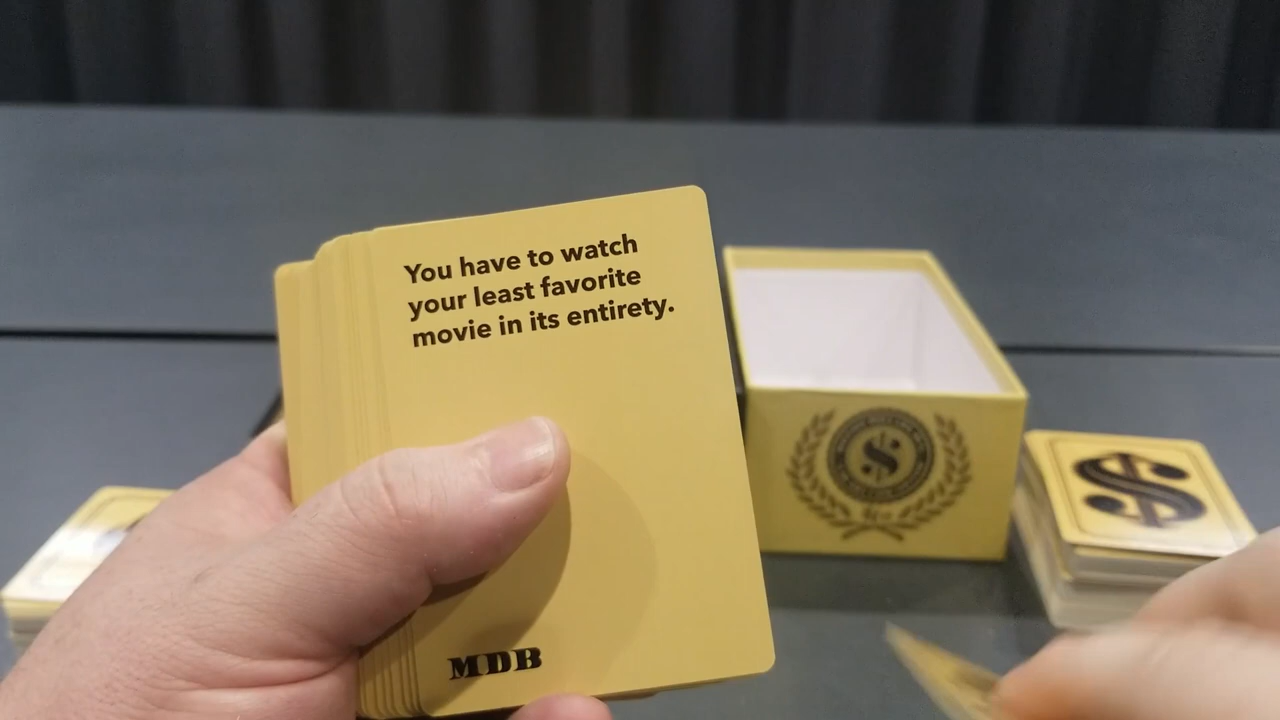 You have to watch
your least favorite
movie in its entirety.
MDB
$
$